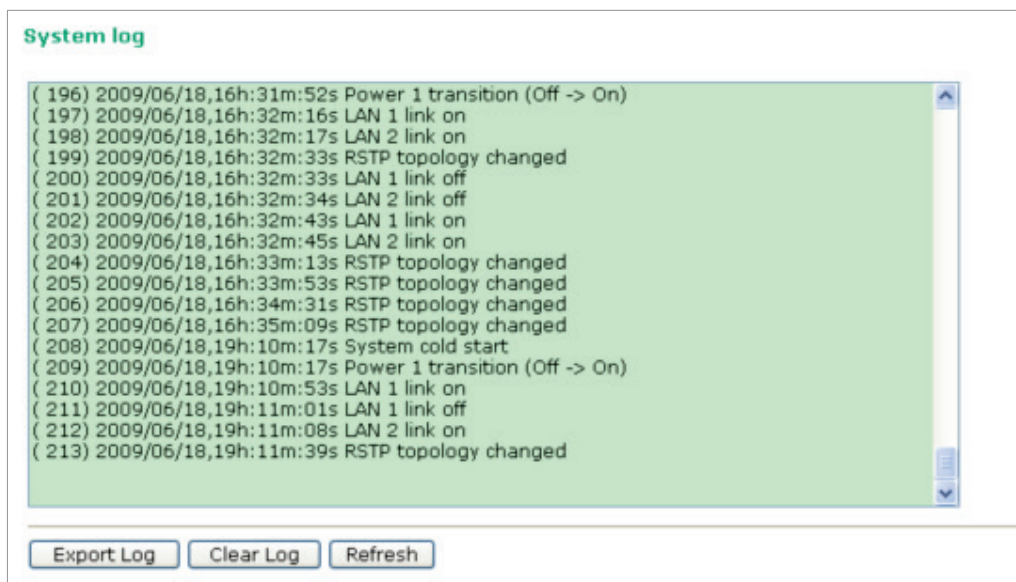 System log
( 196) 2009/06/18,16h:31m:52s Power 1 transition (Off -> On)
( 197) 2009/06/18,16h:32m:16s LAN 1 link on
( 198) 2009/06/18,16h:32m:17s LAN 2 link on
( 199) 2009/06/18,16h:32m:33s RSTP topology changed
( 200) 2009/06/18,16h:32m:33s LAN 1 link off
( 201) 2009/06/18,16h:32m:34s LAN 2 link off
( 202) 2009/06/18,16h:32m:43s LAN 1 link on
( 203) 2009/06/18,16h:32m:45s LAN 2 link on
( 204) 2009/06/18,16h:33m:13s RSTP topology changed
( 205) 2009/06/18,16h:33m:53s RSTP topology changed
( 206) 2009/06/18,16h:34m:31s RSTP topology changed
( 207) 2009/06/18,16h:35m:09s RSTP topology changed
( 208) 2009/06/18,19h:10m:17s System cold start
( 209) 2009/06/18,19h:10m:17s Power 1 transition (Off -> On)
( 210) 2009/06/18,19h:10m:53s LAN 1 link on
( 211) 2009/06/18,19h:11m:01s LAN 1 link off
( 212) 2009/06/18,19h:11m:08s LAN 2 link on
( 213) 2009/06/18,19h:11m:39s RSTP topology changed
Export Log Clear Log Refresh